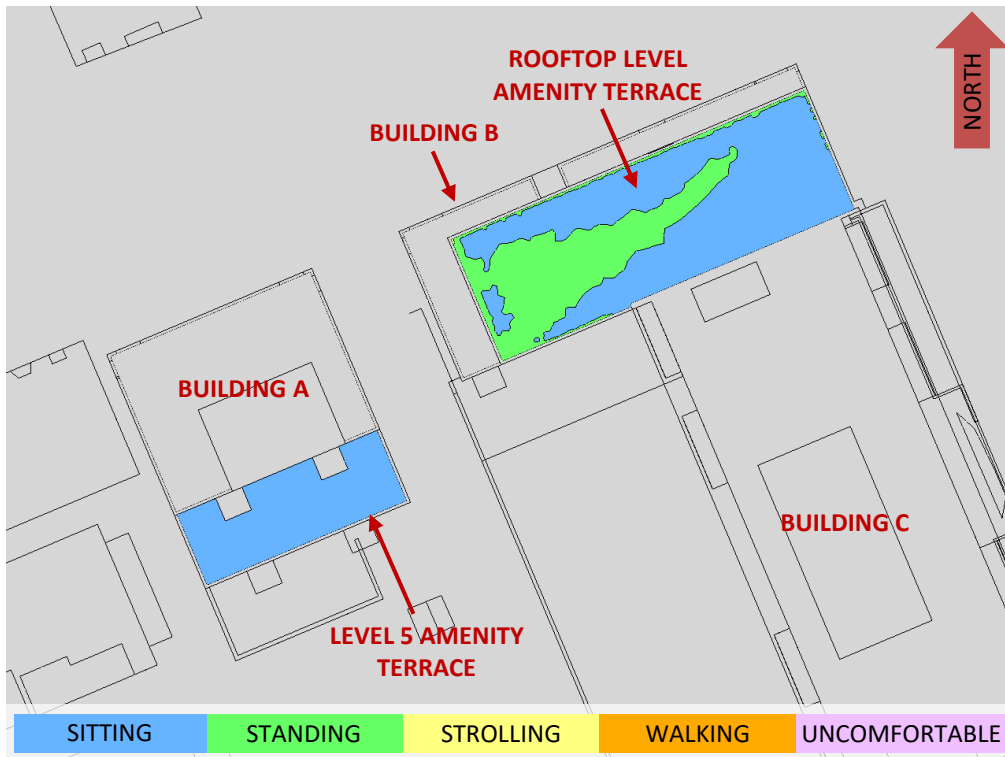 ROOFTOP LEVEL
AMENITY TERRACE
NORTH
BUILDING B
BUILDING A
BUILDING C
LEVEL 5 AMENITY
TERRACE
SITTING
STANDING
STROLLING
WALKING
UNCOMFORTABLE